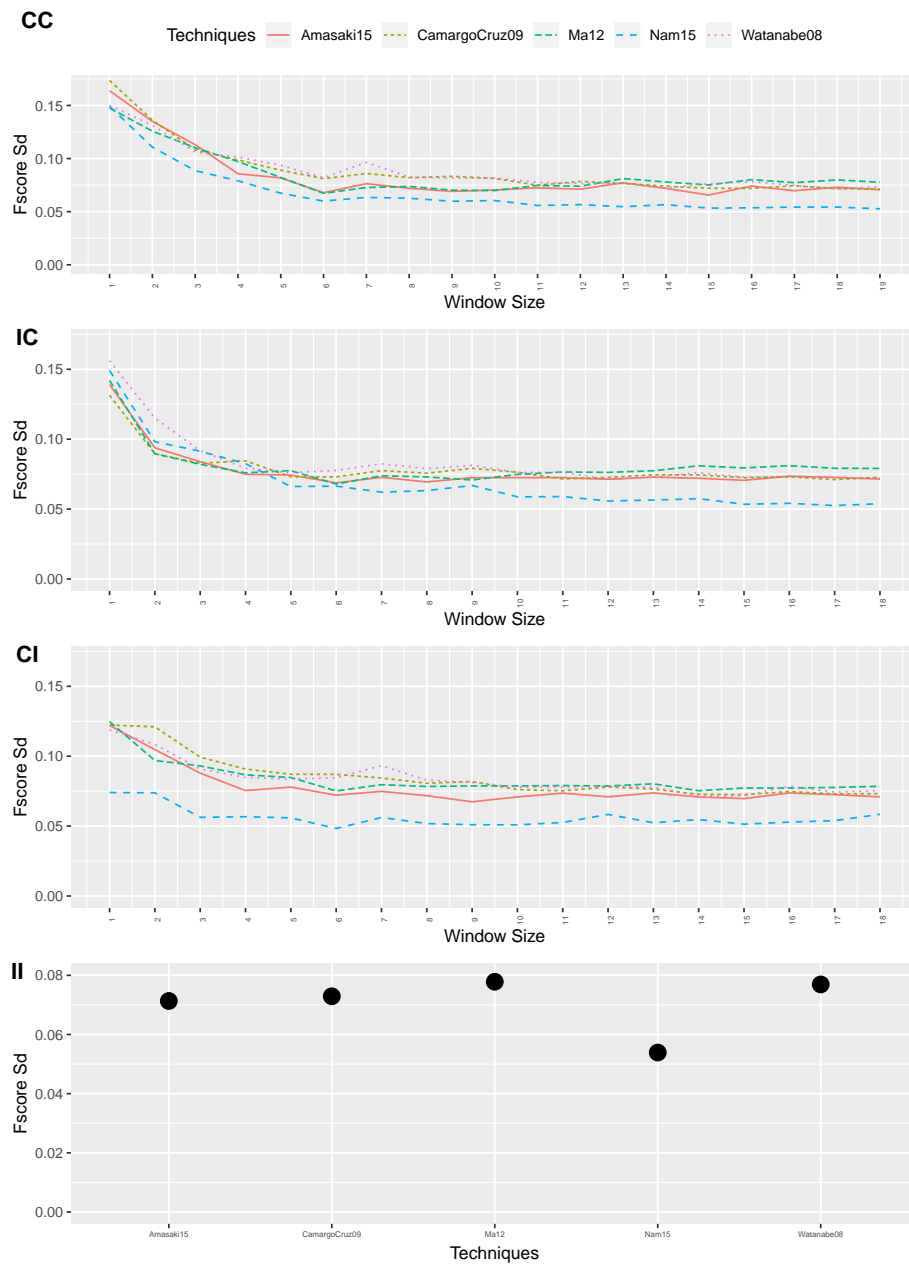 CC
Techniques Amasaki15 CamargoCruz09 Ma12 Nam15 Watanabe08
Fscore Sd
0.15
0.10
0.05
0.00
1 2 3 4 5 6 7 8 9 10 11 12 13 14 15 16 17 18 19
Window Size
IC
Fscore Sd
0.15
0.10
0.05
0.00
1 2 3 4 5 6 7 8 9 10 11 12 13 14 15 16 17 18
Window Size
CI
Fscore Sd
0.15
0.10
0.05
0.00
1 2 3 4 5 6 7 8 9 10 11 12 13 14 15 16 17 18
Window Size
II
Fscore Sd
0.08
0.06
0.04
0.02
0.00
Amasaki15 CamargoCruz09 Ma12 Nam15 Watanabe08
Techniques